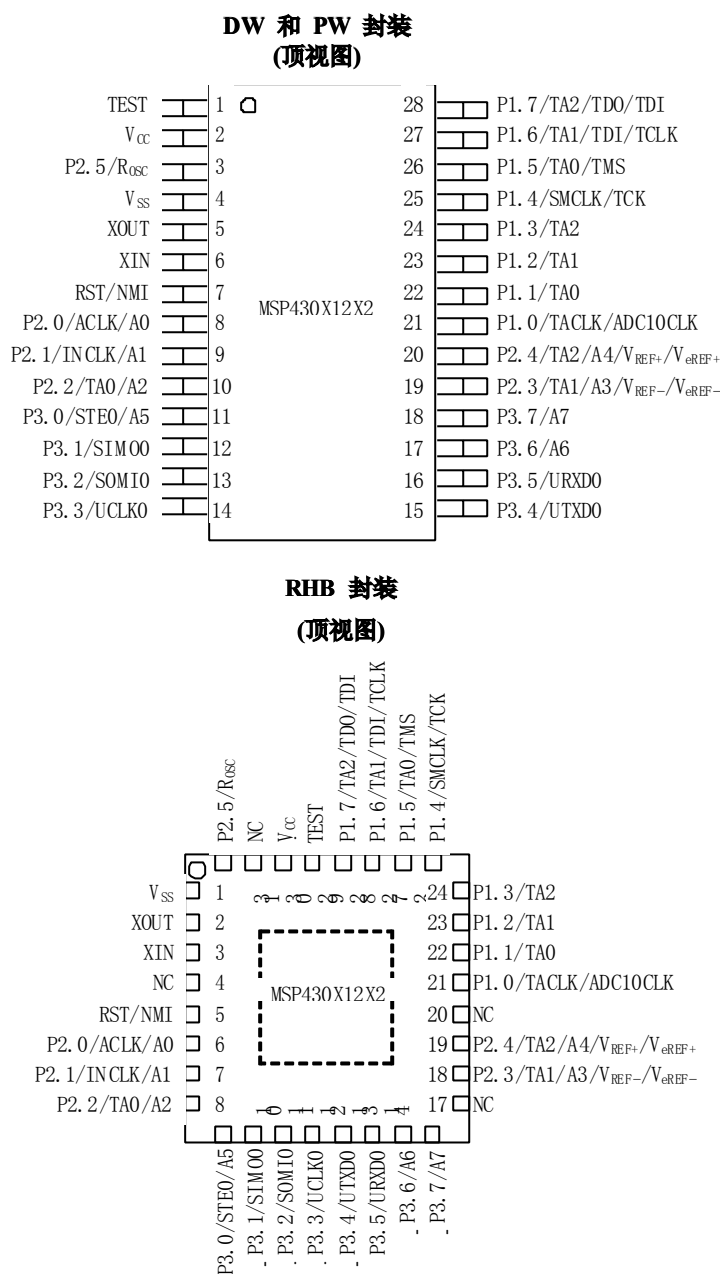 DW 和 PW 封装
(顶视图)
TEST 1 28 P1.7/TA2/TDO/TDI
VCC 2 27 P1.6/TA1/TDI/TCLK
P2.5/ROSC 3 26 P1.5/TA0/TMS
VSS 4 25 P1.4/SMCLK/TCK
XOUT 5 24 P1.3/TA2
XIN 6 23 P1.2/TA1
RST/NMI 7 22 P1.1/TA0
MSP430X12X2
P2.0/ACLK/A0 8 21 P1.0/TACLK/ADC10CLK
P2.1/INCLK/A1 9 20 P2.4/TA2/A4/VREF+/VeREF+
P2.2/TA0/A2 10 19 P2.3/TA1/A3/VREF-/VeREF-
P3.0/STE0/A5 11 18 P3.7/A7
P3.1/SIMO0 12 17 P3.6/A6
P3.2/SOMI0 13 16 P3.5/URXD0
P3.3/UCLK0 14 15 P3.4/UTXD0
RHB 封装
(顶视图)
P2.5/ROSC
NC
VCC
TEST
P1.7/TA2/TDO/TDI
P1.6/TA1/TDI/TCLK
P1.5/TA0/TMS
P1.4/SMCLK/TCK
VSS 1 24 P1.3/TA2
XOUT 2 23 P1.2/TA1
XIN 3 22 P1.1/TA0
NC 4 21 P1.0/TACLK/ADC10CLK
MSP430X12X2
RST/NMI 5 20 NC
P2.0/ACLK/A0 6 19 P2.4/TA2/A4/VREF+/VeREF+
P2.1/INCLK/A1 7 18 P2.3/TA1/A3/VREF-/VeREF-
P2.2/TA0/A2 8 17 NC
P3.0/STE0/A5
P3.1/SIMO0
P3.2/SOMI0
P3.3/UCLK0
P3.4/UTXD0
P3.5/URXD0
P3.6/A6
P3.7/A7